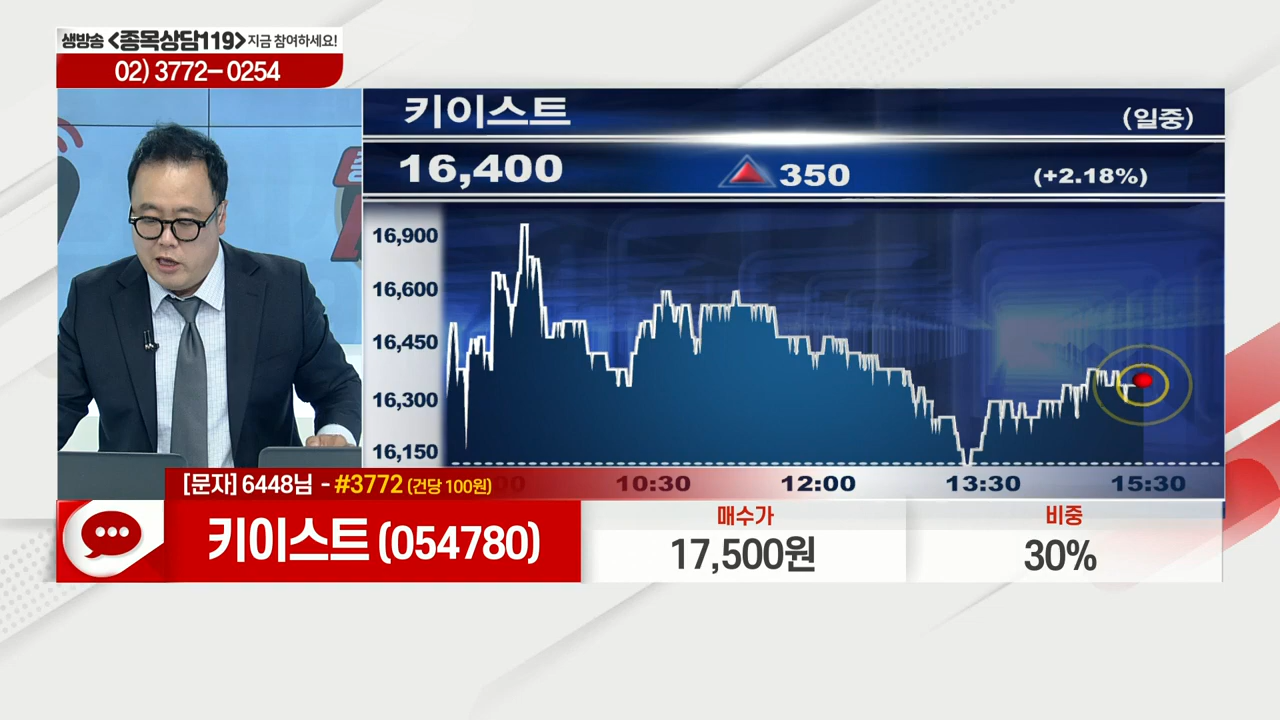 생방송 <종목상담119> 지금 참여하세요!
02) 3772-0254
키이스트
(일중)
16,400
350
(+2.18%)
16,900
16,600
16,450
16,300
16,150
10:30
12:00
13:30
15:30
[문자] 6448님 - #3772 (건당 100원)
키이스트 (054780)
매수가
17,500원
비중
30%